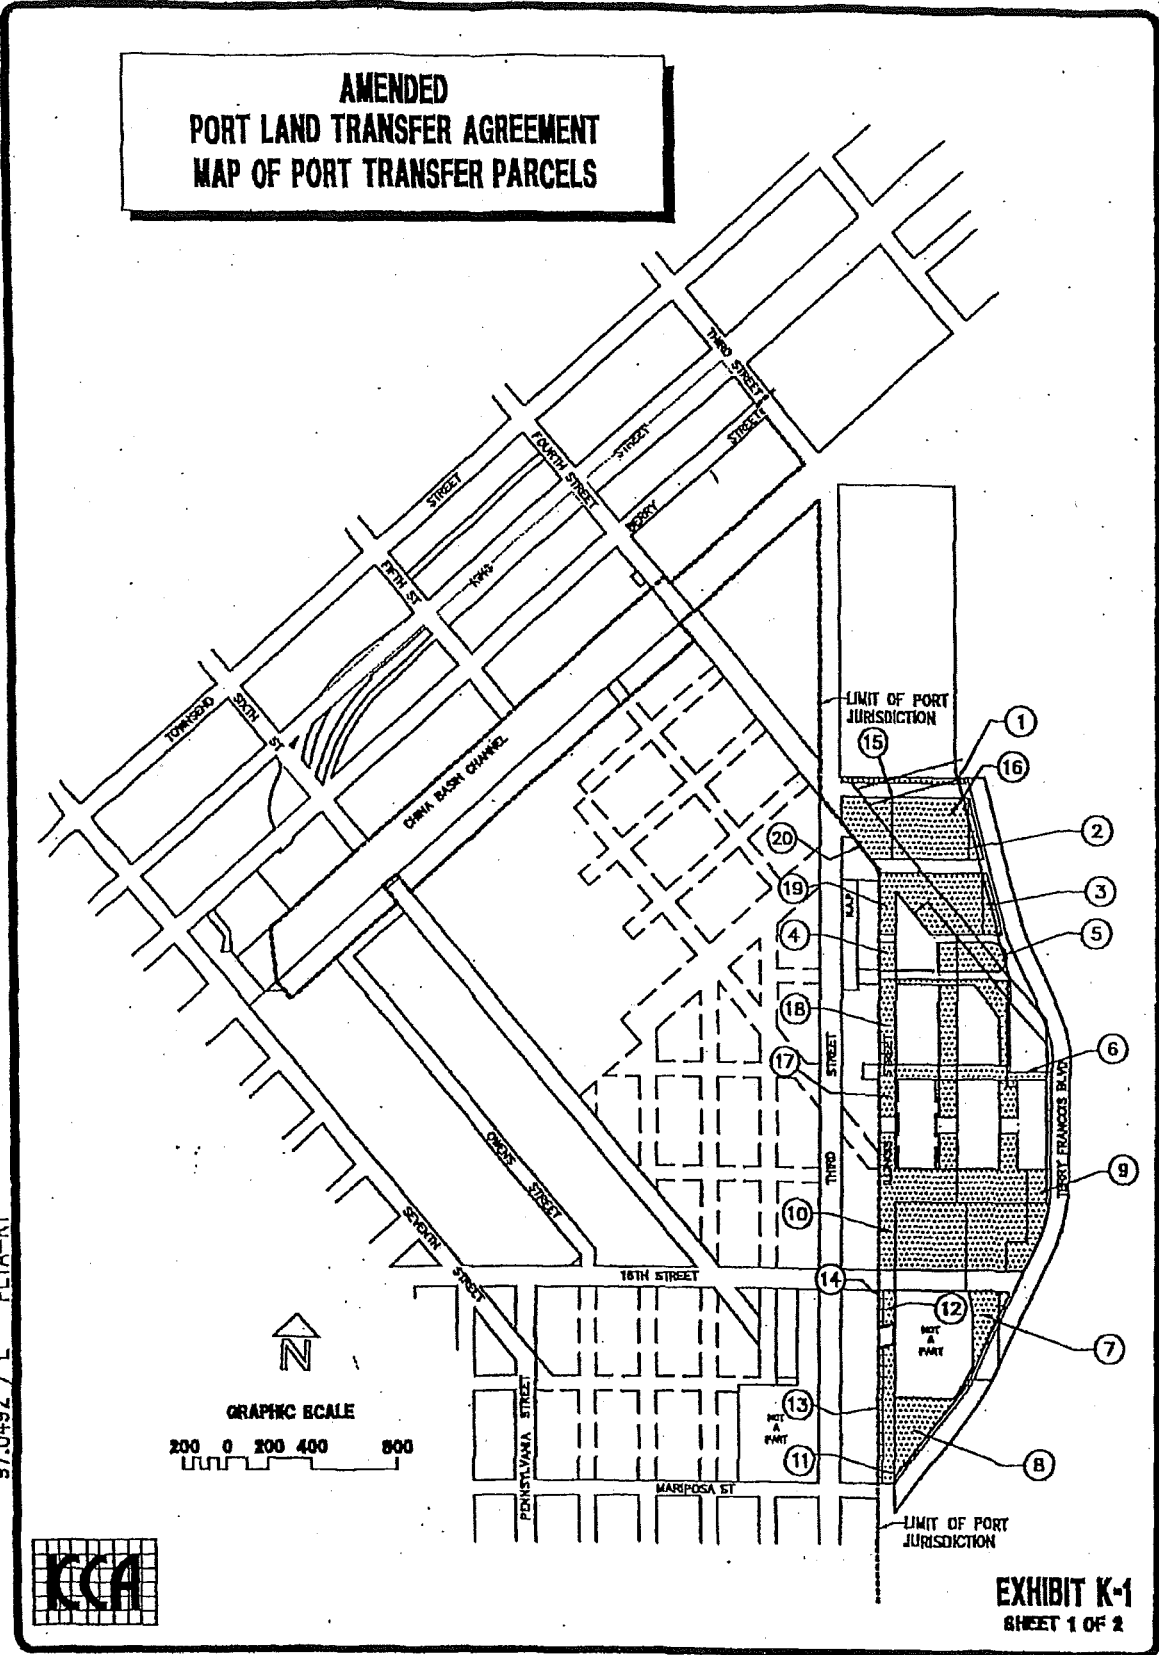 AMENDED
PORT LAND TRANSFER AGREEMENT
MAP OF PORT TRANSFER PARCELS
THIRD STREET
STREET
STREET
FOURTH STREET
BERRY
STREET
KING
FIFTH ST
TOWNSEND
SIXTH
ST
CHINA BASIN CHANNEL
LIMIT OF PORT
JURISDICTION
1
15
16
2
20
19
3
N.A.P
4
5
18
STREET
STREET
6
17
TERRY FRANCOIS BLVD
OWENS
STREET
THIRD
ILLINOIS
9
10
SEVENTH
STREET
16TH STREET
14
12
NOT
A
PART
7
N
GRAPHIC SCALE
200 0 200 400 800
PENNSYLVANIA STREET
NOT
A
PART
13
11
8
MARIPOSA ST
LIMIT OF PORT
JURISDICTION
KCA
EXHIBIT K-1
SHEET 1 OF 2